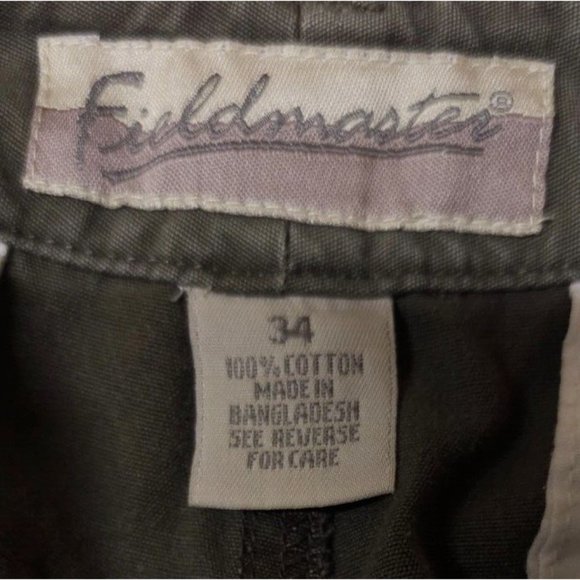 Fieldmaster®
34
100% COTTON
MADE IN
BANGLADESH
SEE REVERSE
FOR CARE